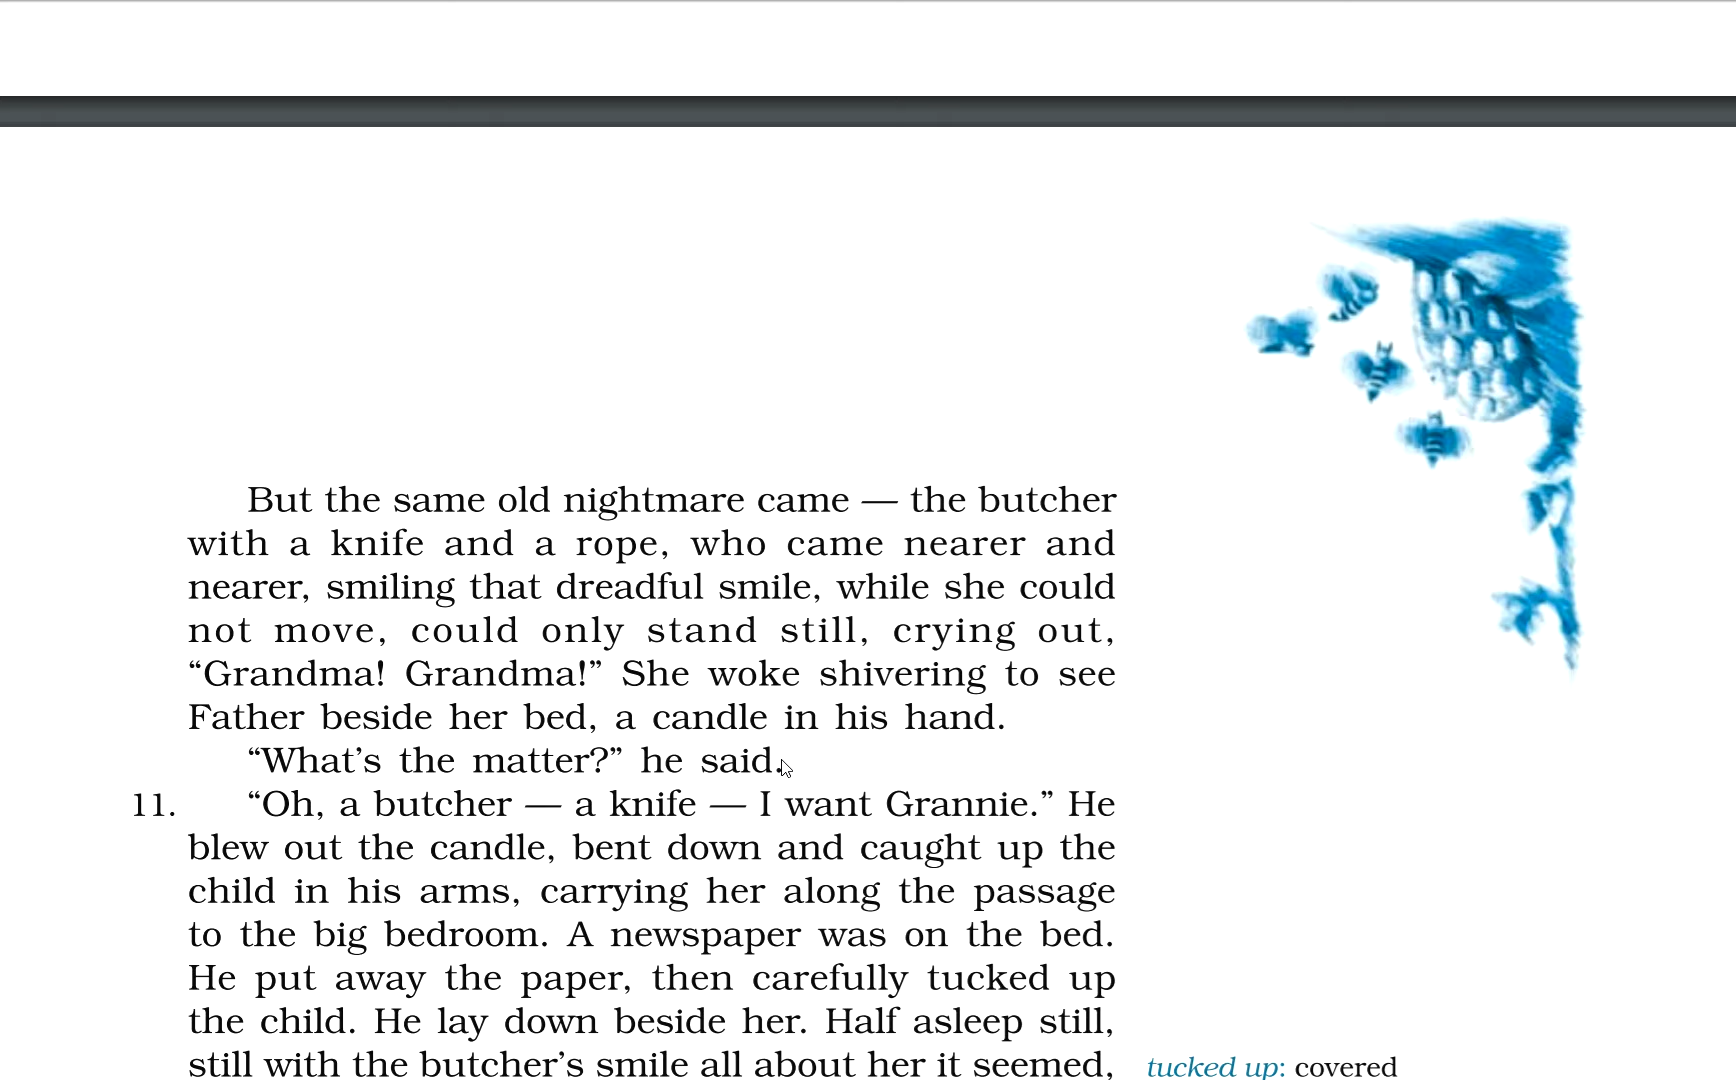 But the same old nightmare came — the butcher
with a knife and a rope, who came nearer and
nearer, smiling that dreadful smile, while she could
not move, could only stand still, crying out,
“Grandma! Grandma!” She woke shivering to see
Father beside her bed, a candle in his hand.
“What’s the matter?” he said.
11. “Oh, a butcher — a knife — I want Grannie.” He
blew out the candle, bent down and caught up the
child in his arms, carrying her along the passage
to the big bedroom. A newspaper was on the bed.
He put away the paper, then carefully tucked up
the child. He lay down beside her. Half asleep still,
still with the butcher’s smile all about her it seemed,
tucked up: covered